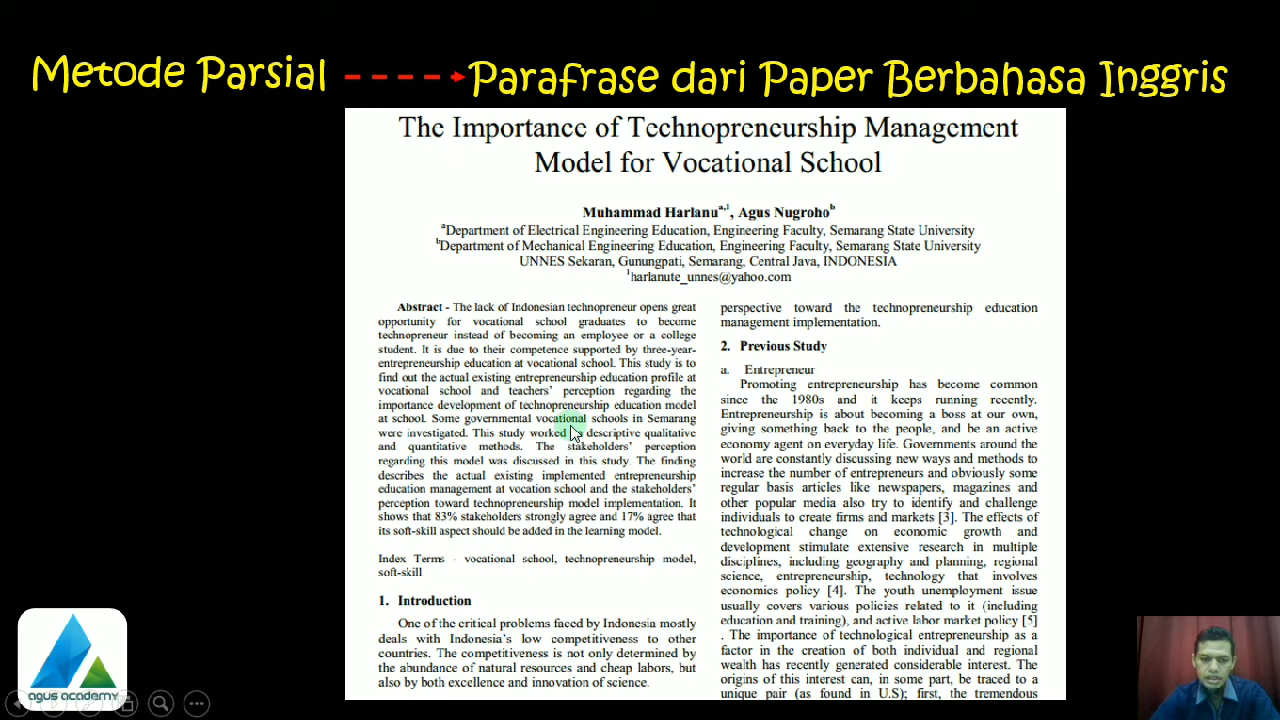 Metode Parsial
Parafrase dari Paper Berbahasa Inggris
The Importance of Technopreneurship Management
Model for Vocational School
Muhammad Harlanu a,1, Agus Nugroho b
a Department of Electrical Engineering Education, Engineering Faculty, Semarang State University
b Department of Mechanical Engineering Education, Engineering Faculty, Semarang State University
UNNES Sekaran, Gunungpati, Semarang, Central Java, INDONESIA
1 harlanute_unnes@yahoo.com
Abstract - The lack of Indonesian technopreneur opens great
opportunity for vocational school graduates to become
technopreneur instead of becoming an employee or a college
student. It is due to their competence supported by three-year-
entrepreneurship education at vocational school. This study is to
find out the actual existing entrepreneurship education profile at
vocational school and teachers' perception regarding the
importance development of technopreneurship education model
at school. Some governmental vocational schools in Semarang
were investigated. This study worked descriptive qualitative
and quantitative methods. The stakeholders' perception
regarding this model was discussed in this study. The finding
describes the actual existing implemented entrepreneurship
education management at vocation school and the stakeholders'
perception toward technopreneurship model implementation. It
shows that 83% stakeholders strongly agree and 17% agree that
its soft-skill aspect should be added in the learning model.
Index Terms - vocational school, technopreneurship model,
soft-skill
1. Introduction
One of the critical problems faced by Indonesia mostly
deals with Indonesia's low competitiveness to other
countries. The competitiveness is not only determined by
the abundance of natural resources and cheap labors, but
also by both excellence and innovation of science.
perspective toward the technopreneurship education
management implementation.
2. Previous Study
a. Entrepreneur
Promoting entrepreneurship has become common
since the 1980s and it keeps running recently.
Entrepreneurship is about becoming a boss at our own,
giving something back to the people, and be an active
economy agent on everyday life. Governments around the
world are constantly discussing new ways and methods to
increase the number of entrepreneurs and obviously some
regular basis articles like newspapers, magazines and
other popular media also try to identify and challenge
individuals to create firms and markets [3]. The effects of
technological change on economic growth and
development stimulate extensive research in multiple
disciplines, including geography and planning, regional
science, entrepreneurship, technology that involves
economics policy [4]. The youth unemployment issue
usually covers various policies related to it (including
education and training), and active labor market policy [5]
. The importance of technological entrepreneurship as a
factor in the creation of both individual and regional
wealth has recently generated considerable interest. The
origins of this interest can, in some part, be traced to a
unique pair (as found in U.S); first, the tremendous
agus academy